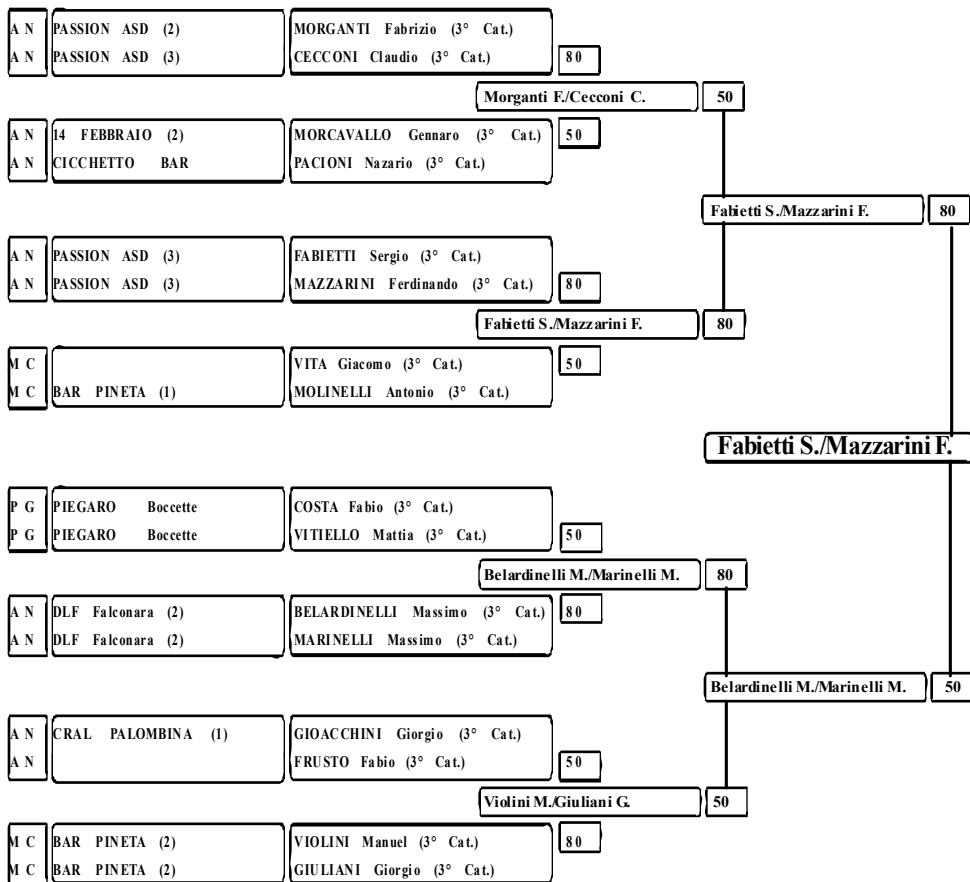 A N PASSION ASD (2) MORGANTI Fabrizio (3° Cat.)
A N PASSION ASD (3) CECCONI Claudio (3° Cat.) 80
Morganti F./Cecconi C. 50
A N 14 FEBBRAIO (2) MORCAVALLO Gennaro (3° Cat.) 50
A N CICCHETTO BAR PACIONI Nazario (3° Cat.)
Fabietti S./Mazzarini F. 80
A N PASSION ASD (3) FABIETTI Sergio (3° Cat.)
A N PASSION ASD (3) MAZZARINI Ferdinando (3° Cat.) 80
Fabietti S./Mazzarini F. 80
M C VITA Giacomo (3° Cat.) 50
M C BAR PINETA (1) MOLINELLI Antonio (3° Cat.)
Fabietti S./Mazzarini F.
P G PIEGARO Boccette COSTA Fabio (3° Cat.)
P G PIEGARO Boccette VITIELLO Mattia (3° Cat.) 50
Belardinelli M./Marinelli M. 80
A N DLF Falconara (2) BELARDINELLI Massimo (3° Cat.) 80
A N DLF Falconara (2) MARINELLI Massimo (3° Cat.)
Belardinelli M./Marinelli M. 50
A N CRAL PALOMBINA (1) GIOACCHINI Giorgio (3° Cat.)
A N FRUSTO Fabio (3° Cat.) 50
Violini M./Giuliani G. 50
M C BAR PINETA (2) VIOLINI Manuel (3° Cat.) 80
M C BAR PINETA (2) GIULIANI Giorgio (3° Cat.)